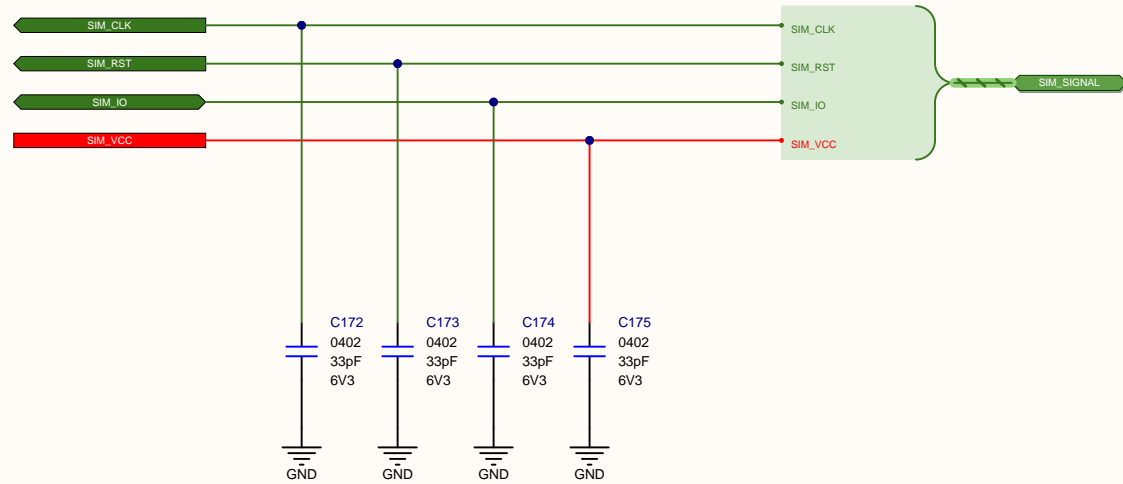 SIM_CLK
SIM_CLK
SIM_RST
SIM_RST
SIM_SIGNAL
SIM_IO
SIM_IO
SIM_VCC
SIM_VCC
C172
0402
33pF
6V3
C173
0402
33pF
6V3
C174
0402
33pF
6V3
C175
0402
33pF
6V3
GND
GND
GND
GND